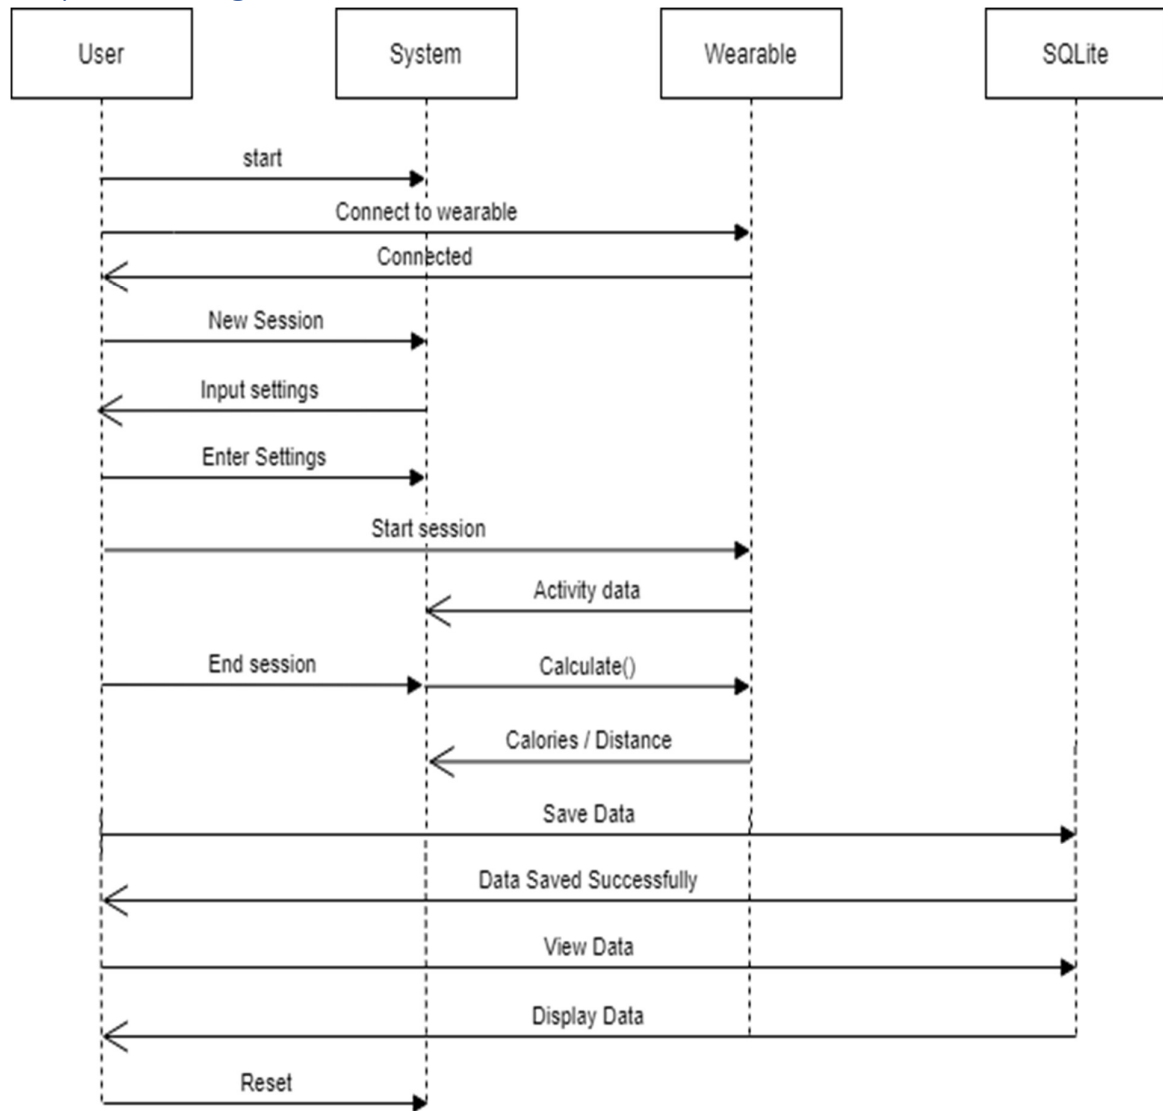 User
System
Wearable
SQLite
start
Connect to wearable
Connected
New Session
Input settings
Enter Settings
Start session
Activity data
End session
Calculate()
Calories / Distance
Save Data
Data Saved Successfully
View Data
Display Data
Reset